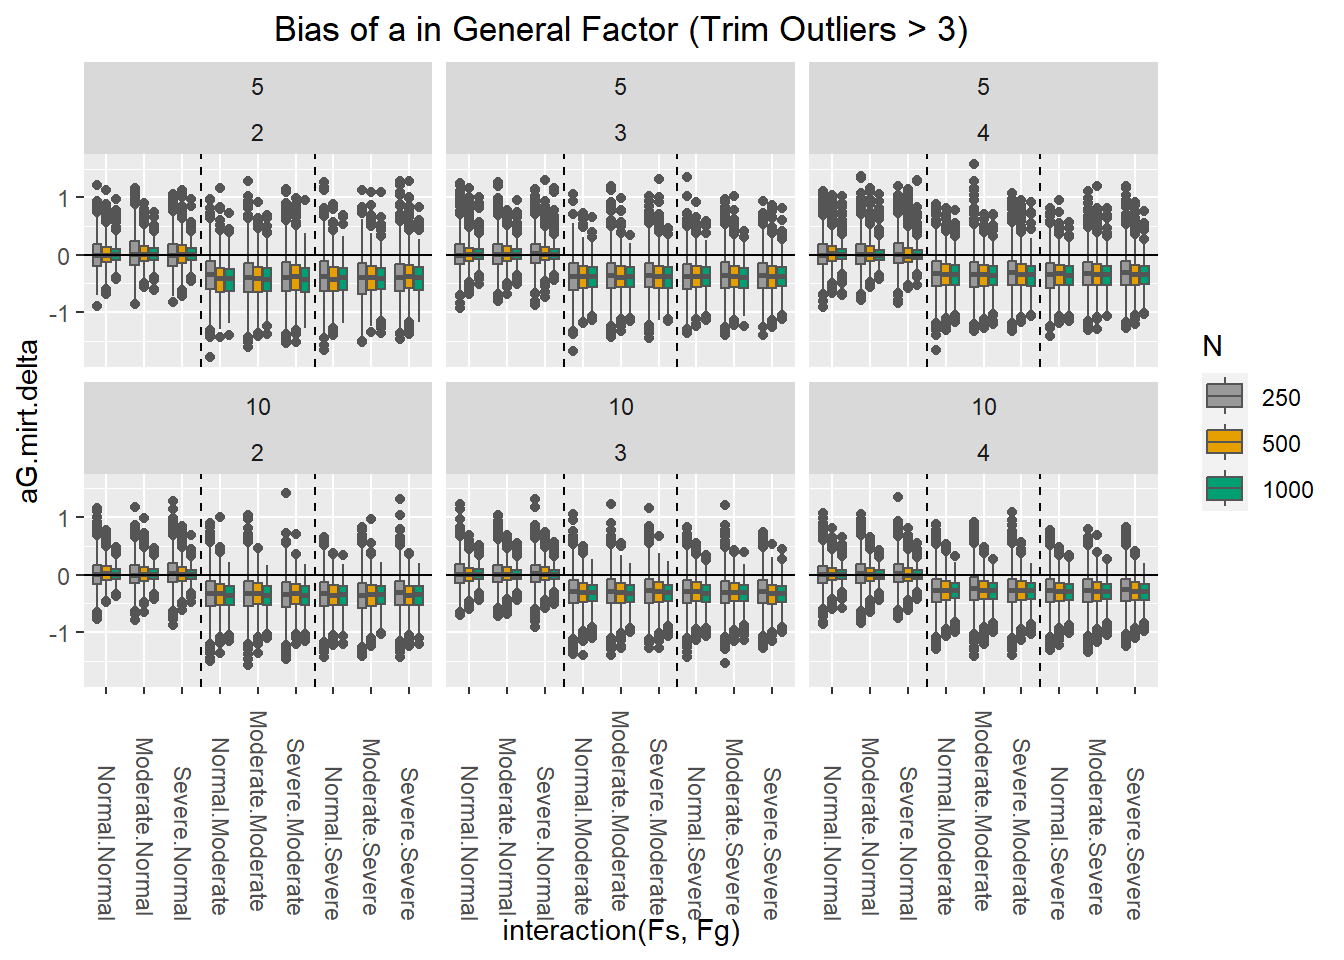 Bias of a in General Factor (Trim Outliers > 3)
5 5 5
2 3 4
1
0
-1
10 10 10
2 3 4
1
0
-1
aG.mirt.delta
Normal.Normal
Moderate.Normal
Severe.Normal
Normal.Moderate
Moderate.Moderate
Severe.Moderate
Normal.Severe
Moderate.Severe
Severe.Severe
Normal.Normal
Moderate.Normal
Severe.Normal
Normal.Moderate
Moderate.Moderate
Severe.Moderate
Normal.Severe
Moderate.Severe
Severe.Severe
Normal.Normal
Moderate.Normal
Severe.Normal
Normal.Moderate
Moderate.Moderate
Severe.Moderate
Normal.Severe
Moderate.Severe
Severe.Severe
interaction(Fs, Fg)
N
250
500
1000